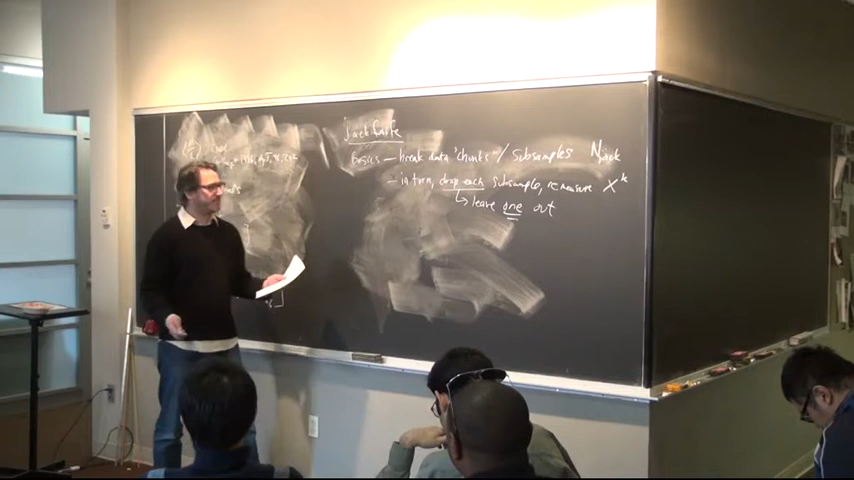 Jackknife
Basics – break data 'chunks' / subsamples Njack
– in turn, drop each subsample, remeasure X^k
↳ leave one out